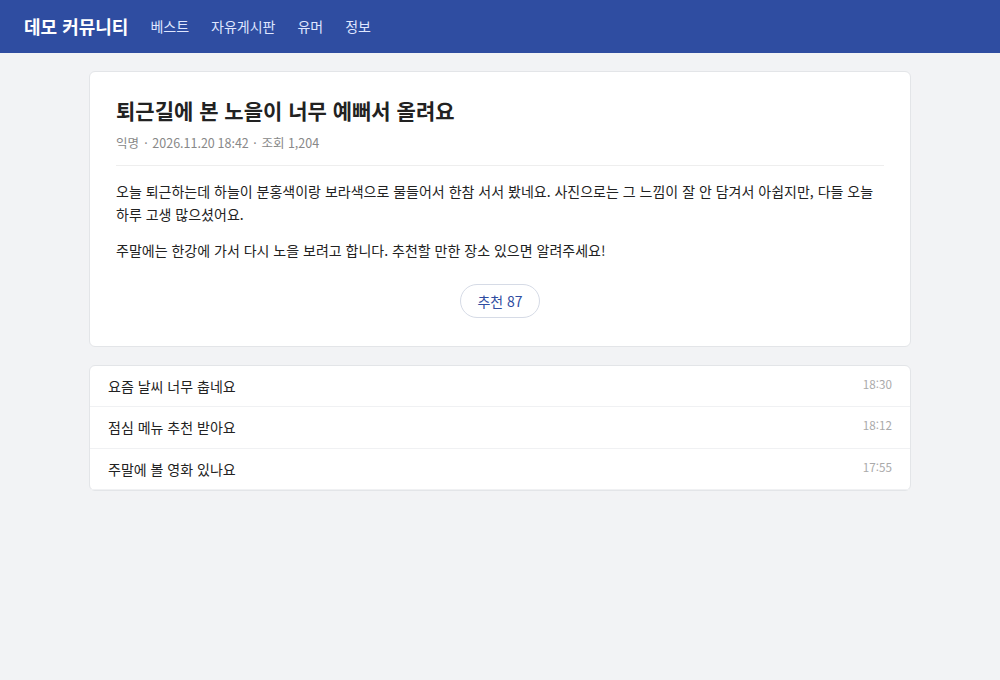 데모 커뮤니티 베스트 자유게시판 유머 정보
퇴근길에 본 노을이 너무 예뻐서 올려요
익명 · 2026.11.20 18:42 · 조회 1,204
오늘 퇴근하는데 하늘이 분홍색이랑 보라색으로 물들어서 한참 서서 봤네요. 사진으로는 그 느낌이 잘 안 담겨서 아쉽지만, 다들 오늘
하루 고생 많으셨어요.
주말에는 한강에 가서 다시 노을 보려고 합니다. 추천할 만한 장소 있으면 알려주세요!
추천 87
요즘 날씨 너무 춥네요 18:30
점심 메뉴 추천 받아요 18:12
주말에 볼 영화 있나요 17:55